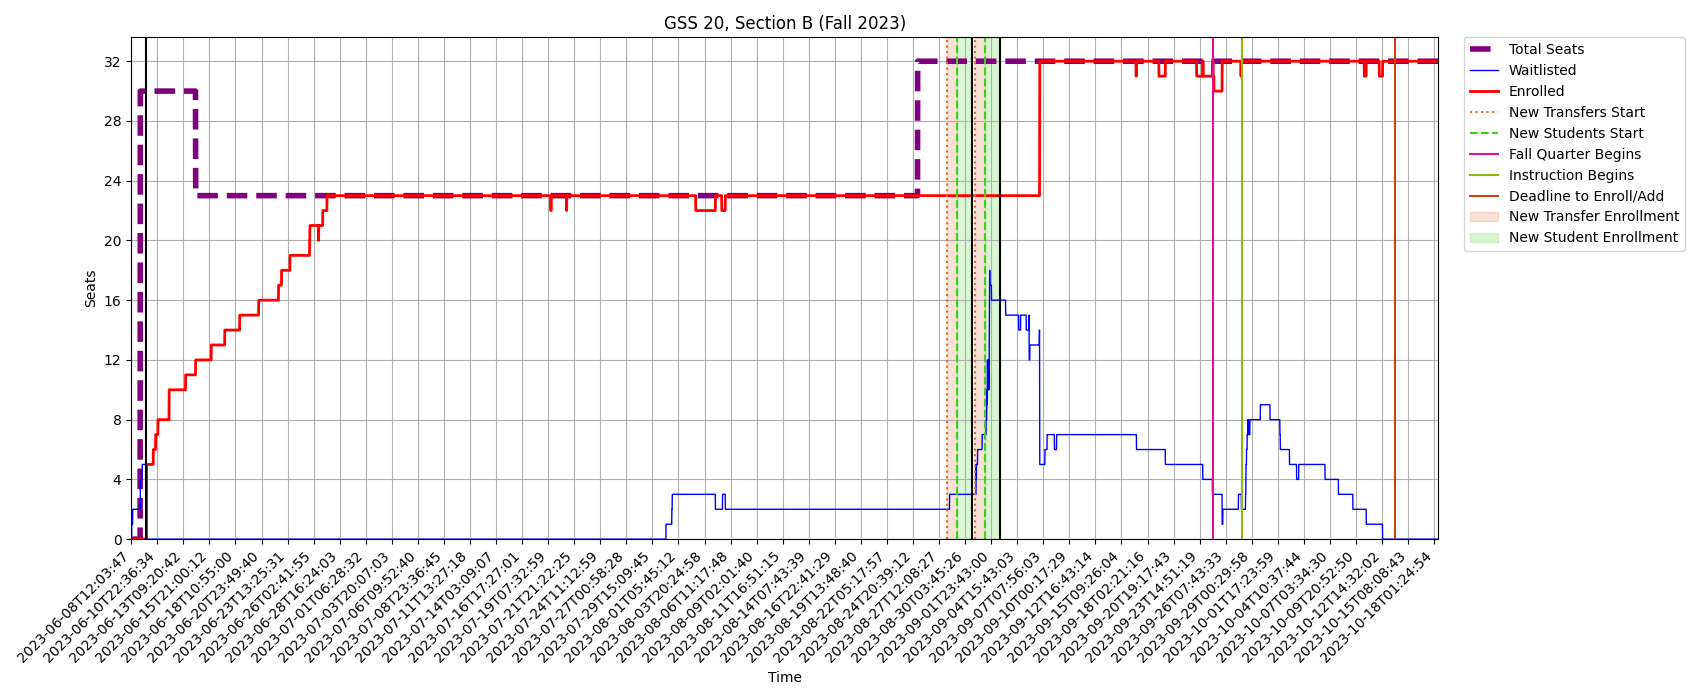 GSS 20, Section B (Fall 2023)
Total Seats
Waitlisted
Enrolled
New Transfers Start
New Students Start
Fall Quarter Begins
Instruction Begins
Deadline to Enroll/Add
New Transfer Enrollment
New Student Enrollment
Seats
32
28
24
20
16
12
8
4
0
2023-06-08T12:03:47
2023-06-10T22:36:34
2023-06-13T09:20:42
2023-06-15T21:00:12
2023-06-18T10:55:00
2023-06-20T23:49:40
2023-06-23T13:25:31
2023-06-26T02:41:55
2023-06-28T16:24:03
2023-07-01T06:28:32
2023-07-03T20:07:03
2023-07-06T09:52:40
2023-07-08T23:36:45
2023-07-11T13:27:18
2023-07-14T03:09:07
2023-07-16T17:27:01
2023-07-19T07:32:59
2023-07-21T21:22:25
2023-07-24T11:12:59
2023-07-27T00:58:28
2023-07-29T15:09:45
2023-08-01T05:45:12
2023-08-03T20:24:58
2023-08-06T11:17:48
2023-08-09T02:01:40
2023-08-11T16:51:15
2023-08-14T07:43:39
2023-08-16T22:41:29
2023-08-19T13:48:40
2023-08-22T05:17:57
2023-08-24T20:39:12
2023-08-27T12:08:27
2023-08-30T03:45:26
2023-09-01T23:43:00
2023-09-04T15:43:03
2023-09-07T07:56:03
2023-09-10T00:17:29
2023-09-12T16:43:14
2023-09-15T09:26:04
2023-09-18T02:21:16
2023-09-20T19:17:43
2023-09-23T14:51:19
2023-09-26T07:43:33
2023-09-29T00:29:58
2023-10-01T17:23:59
2023-10-04T10:37:44
2023-10-07T03:34:30
2023-10-09T20:52:50
2023-10-12T14:32:02
2023-10-15T08:08:43
2023-10-18T01:24:54
Time